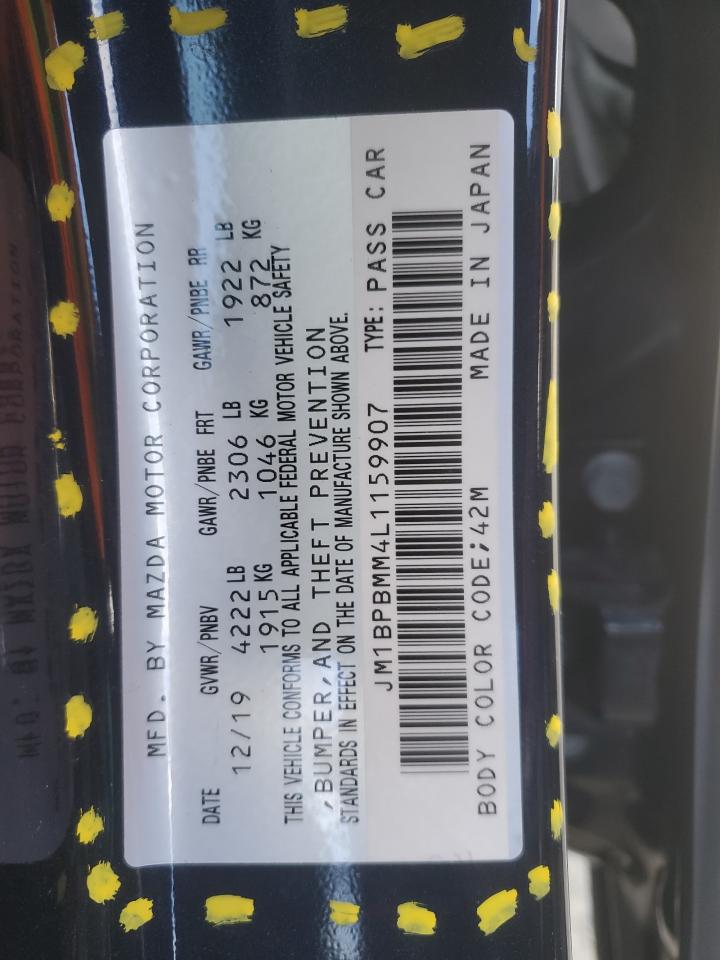 MFD. BY MAZDA MOTOR CORPORATION
DATE GVWR/PNBV GAWR/PNBE FRT GAWR/PNBE RR
12/19 4222 LB 2306 LB 1922 LB
1915 KG 1046 KG 872 KG
THIS VEHICLE CONFORMS TO ALL APPLICABLE FEDERAL MOTOR VEHICLE SAFETY
,BUMPER,AND THEFT PREVENTION
STANDARDS IN EFFECT ON THE DATE OF MANUFACTURE SHOWN ABOVE.
JM1BPBMM4L1159907 TYPE: PASS CAR
BODY COLOR CODE;42M MADE IN JAPAN